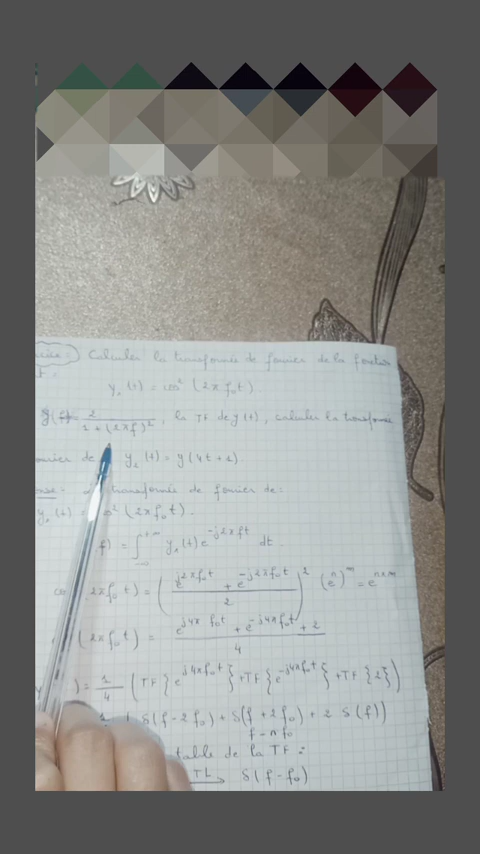 Calculer la transformée de fourier de la fonction
y₁(t) = cos² (2πf₀t)
ŷ(f) = 2 / (1 + (2πf)²), la TF de y(t), calculer la transformée
de y₂(t) = y(4t+2)
transformée de fourier de :
y₁(t) = cos² (2πf₀t).
f) = ∫_{-∞}^{+∞} y₁(t) e^{-j2πft} dt.
2πf₀t) = ((e^{j2πf₀t} + e^{-j2πf₀t}) / 2)² (eⁿ)ᵐ = e^{n×m}
(2πf₀t) = (e^{j4πf₀t} + e^{-j4πf₀t} + 2) / 4
) = 1/4 (TF{e^{j4πf₀t}} + TF{e^{-j4πf₀t}} + TF{2})
δ(f-2f₀) + δ(f+2f₀) + 2 δ(f))
f-nf₀
table de la TF :
TL→ δ(f-f₀)